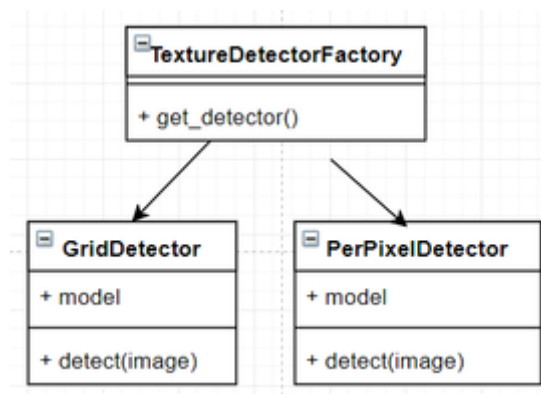 TextureDetectorFactory
+ get_detector()
GridDetector
+ model
+ detect(image)
PerPixelDetector
+ model
+ detect(image)